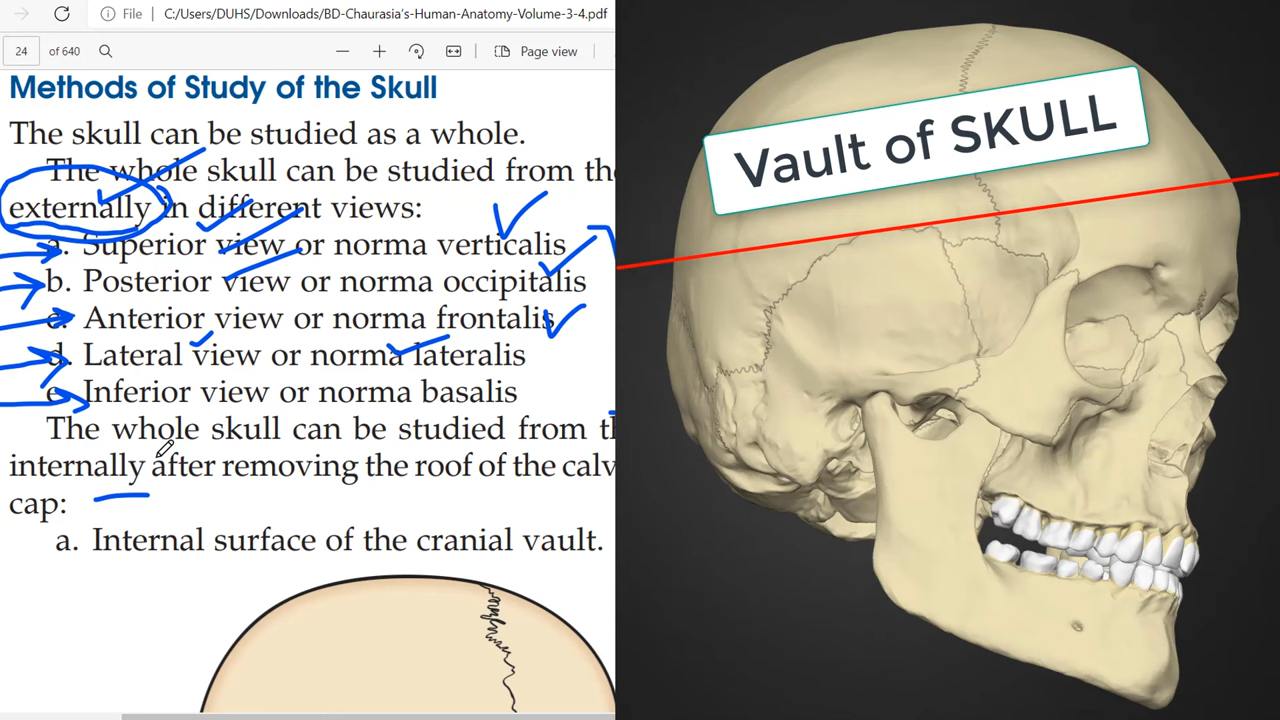 File C:/Users/DUHS/Downloads/BD-Chaurasia's-Human-Anatomy-Volume-3-4.pdf
24 of 640 Page view
Methods of Study of the Skull
The skull can be studied as a whole.
The whole skull can be studied from the
externally in different views:
a. Superior view or norma verticalis
b. Posterior view or norma occipitalis
c. Anterior view or norma frontalis
d. Lateral view or norma lateralis
e. Inferior view or norma basalis
The whole skull can be studied from
internally after removing the roof of the
cap:
a. Internal surface of the cranial vault.
Vault of SKULL